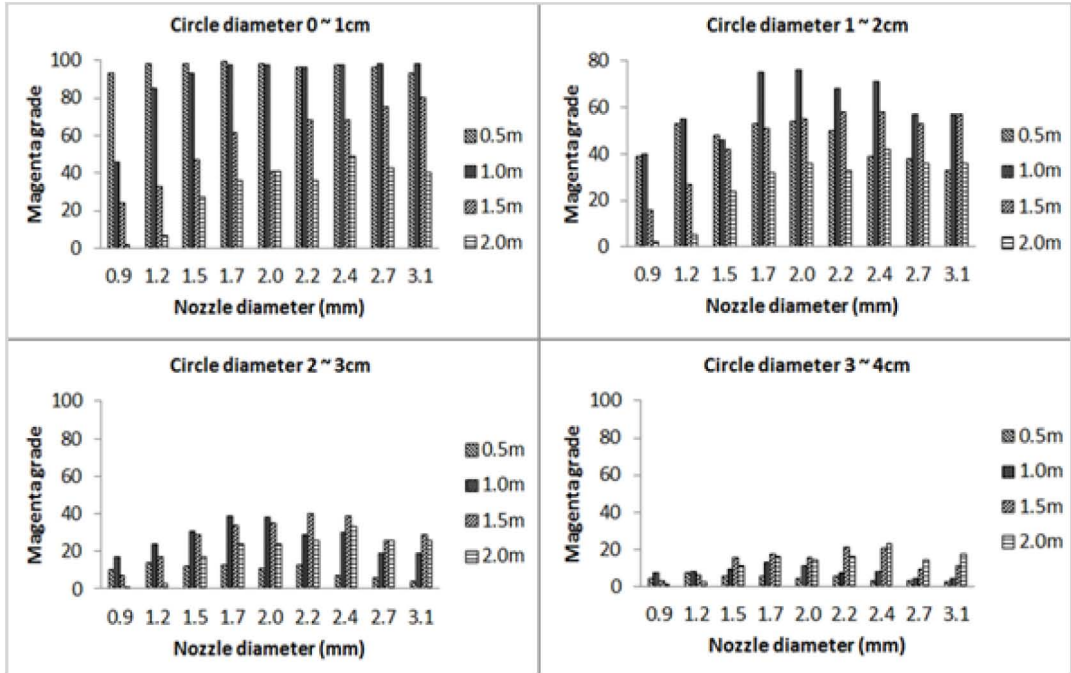 Circle diameter 0 ~ 1cm
100
80
60
40
20
0
Magenta grade
0.9 1.2 1.5 1.7 2.0 2.2 2.4 2.7 3.1
Nozzle diameter (mm)
0.5m
1.0m
1.5m
2.0m
Circle diameter 1 ~ 2cm
80
60
40
20
0
Magenta grade
0.9 1.2 1.5 1.7 2.0 2.2 2.4 2.7 3.1
Nozzle diameter (mm)
0.5m
1.0m
1.5m
2.0m
Circle diameter 2 ~ 3cm
100
80
60
40
20
0
Magenta grade
0.9 1.2 1.5 1.7 2.0 2.2 2.4 2.7 3.1
Nozzle diameter (mm)
0.5m
1.0m
1.5m
2.0m
Circle diameter 3 ~ 4cm
100
80
60
40
20
0
Magenta grade
0.9 1.2 1.5 1.7 2.0 2.2 2.4 2.7 3.1
Nozzle diameter (mm)
0.5m
1.0m
1.5m
2.0m